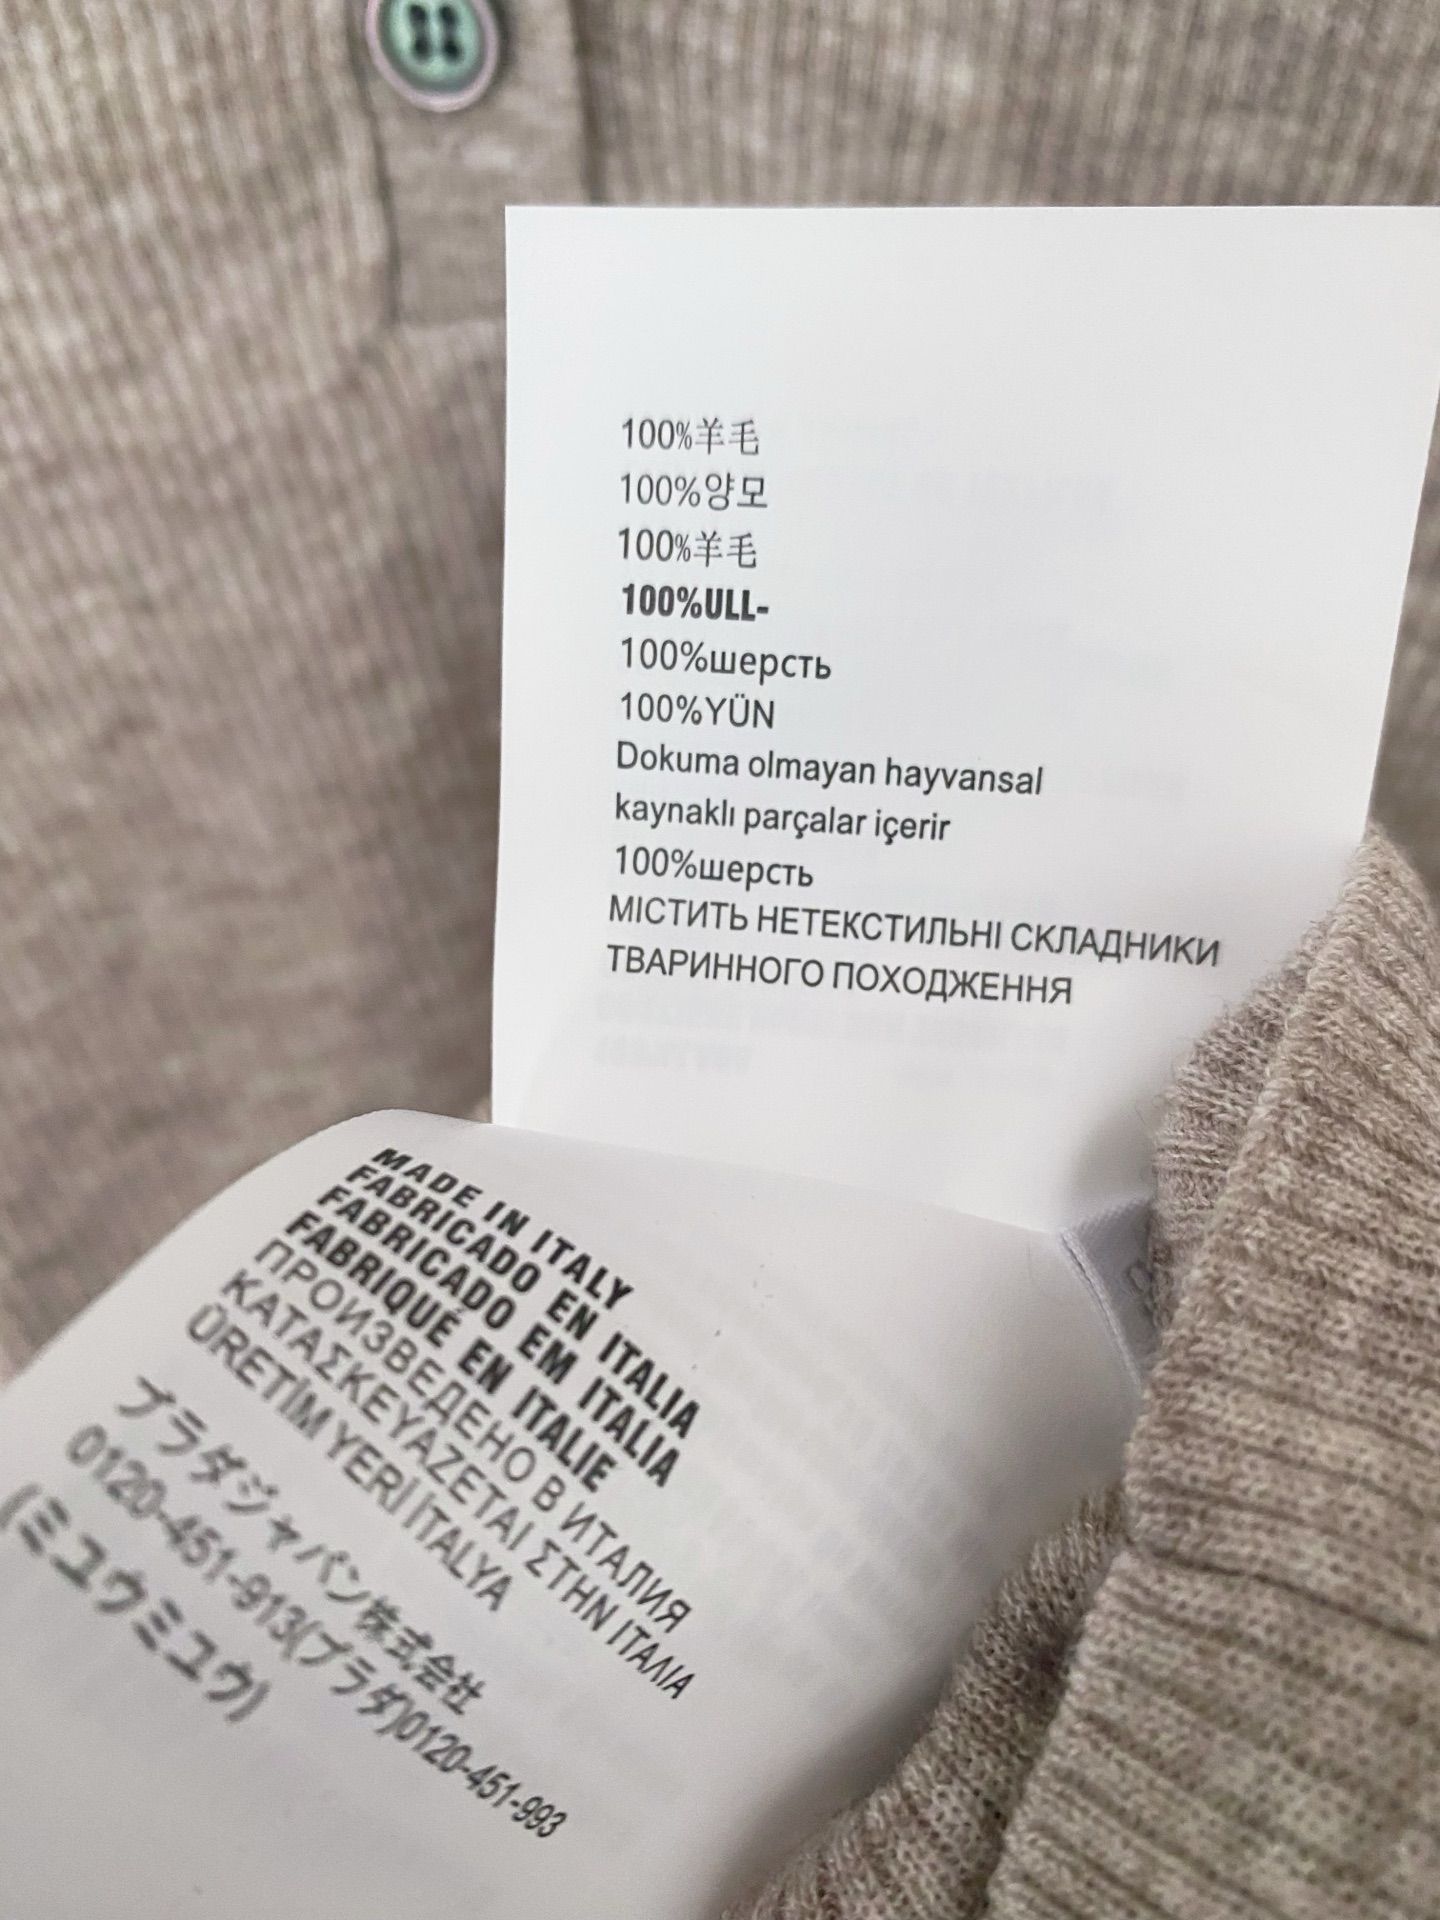 100%羊毛
100%양모
100%羊毛
100%ULL-
100%шерсть
100%YÜN
Dokuma olmayan hayvansal
kaynaklı parçalar içerir
100%шерсть
МІСТИТЬ НЕТЕКСТИЛЬНІ СКЛАДНИКИ
ТВАРИННОГО ПОХОДЖЕННЯ
MADE IN ITALY
FABRICADO EN ITALIA
FABRICADO EM ITALIA
FABRIQUÉ EN ITALIE
ПРОИЗВЕДЕНО В ИТАЛИЯ
ΚΑΤΑΣΚΕΥΑΖΕΤΑΙ ΣΤΗΝ ΙΤΑΛΙΑ
ÜRETİM YERİ İTALYA
プラダジャパン株式会社
0120-451-913(プラダ)0120-451-993
(ミユウミユウ)